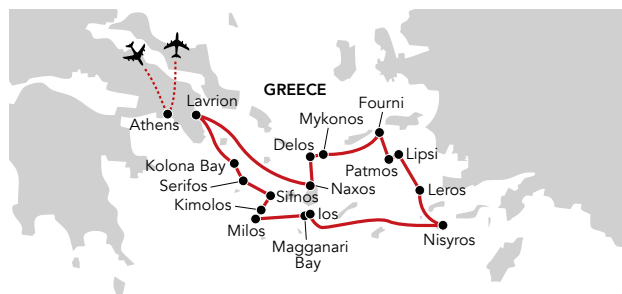 GREECE
Lavrion
Fourni
Mykonos
Athens
Delos
Lipsi
Kolona Bay
Patmos
Serifos
Sifnos
Naxos
Leros
Kimolos
Ios
Milos
Nisyros
Magganari
Bay